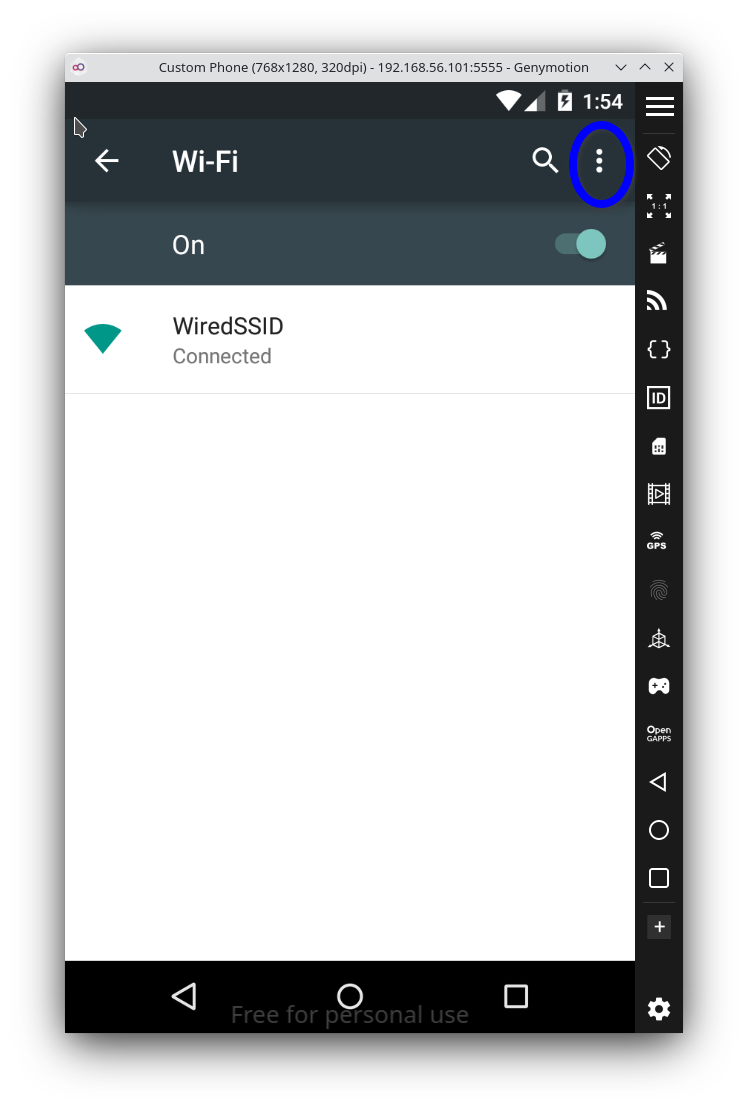 Custom Phone (768x1280, 320dpi) - 192.168.56.101:5555 - Genymotion
1:54
Wi-Fi
1:1
On
WiredSSID
Connected
ID
GPS
Open
GAPPS
Free for personal use